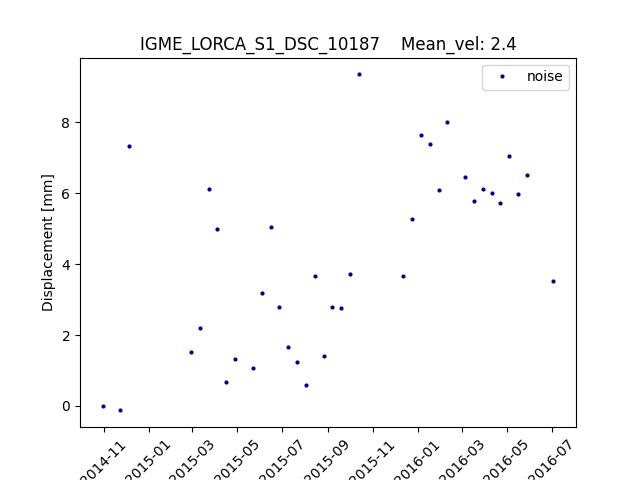 IGME_LORCA_S1_DSC_10187    Mean_vel: 2.4
noise
Displacement [mm]
8
6
4
2
0
2014-11 2015-01 2015-03 2015-05 2015-07 2015-09 2015-11 2016-01 2016-03 2016-05 2016-07